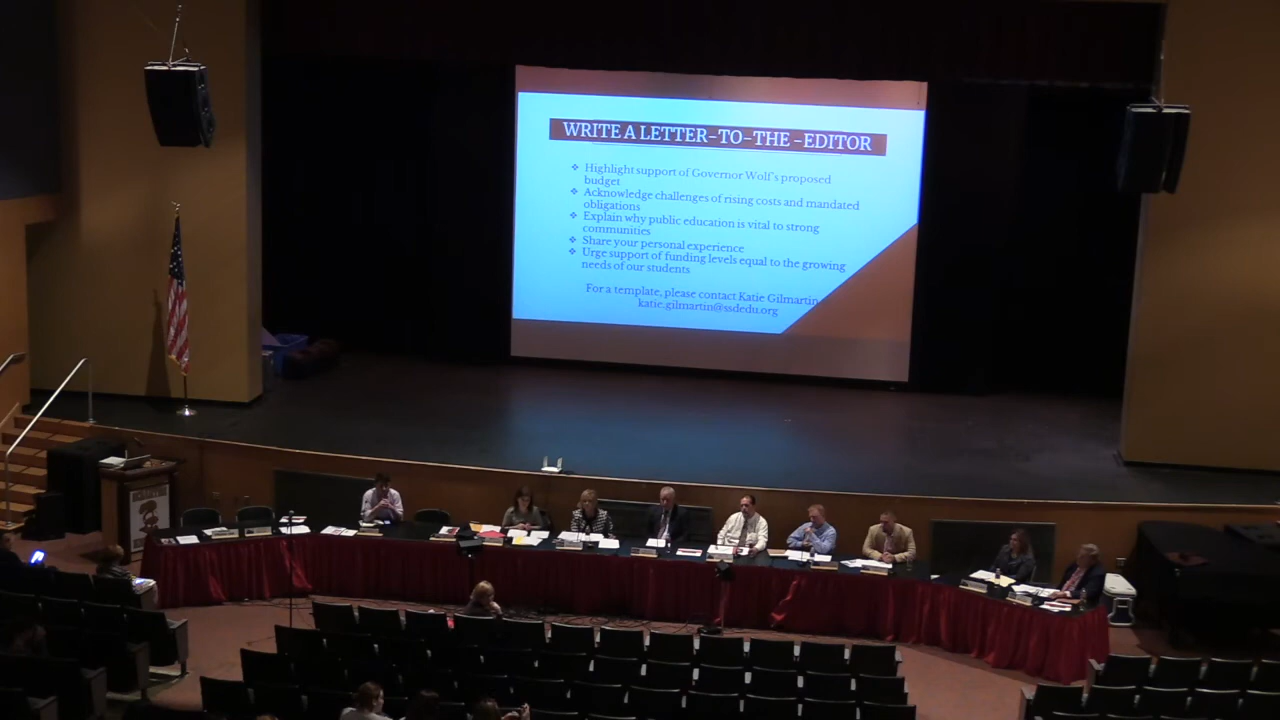 WRITE A LETTER-TO-THE-EDITOR
❖ Highlight support of Governor Wolf's proposed
budget
❖ Acknowledge challenges of rising costs and mandated
obligations
❖ Explain why public education is vital to strong
communities
❖ Share your personal experience
❖ Urge support of funding levels equal to the growing
needs of our students
For a template, please contact Katie Gilmartin
katie.gilmartin@ssdedu.org